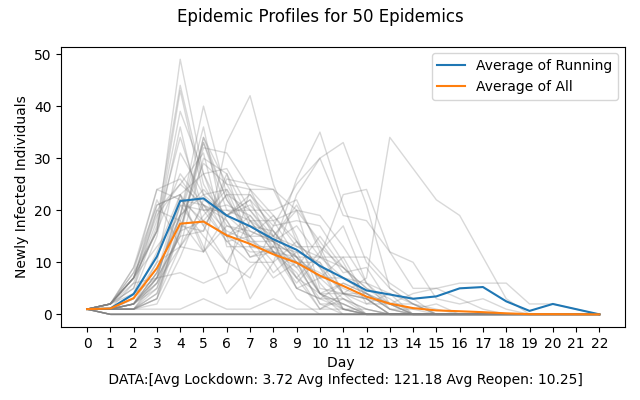 Epidemic Profiles for 50 Epidemics
Newly Infected Individuals
50
40
30
20
10
0
Average of Running
Average of All
0 1 2 3 4 5 6 7 8 9 10 11 12 13 14 15 16 17 18 19 20 21 22
Day
DATA:[Avg Lockdown: 3.72 Avg Infected: 121.18 Avg Reopen: 10.25]